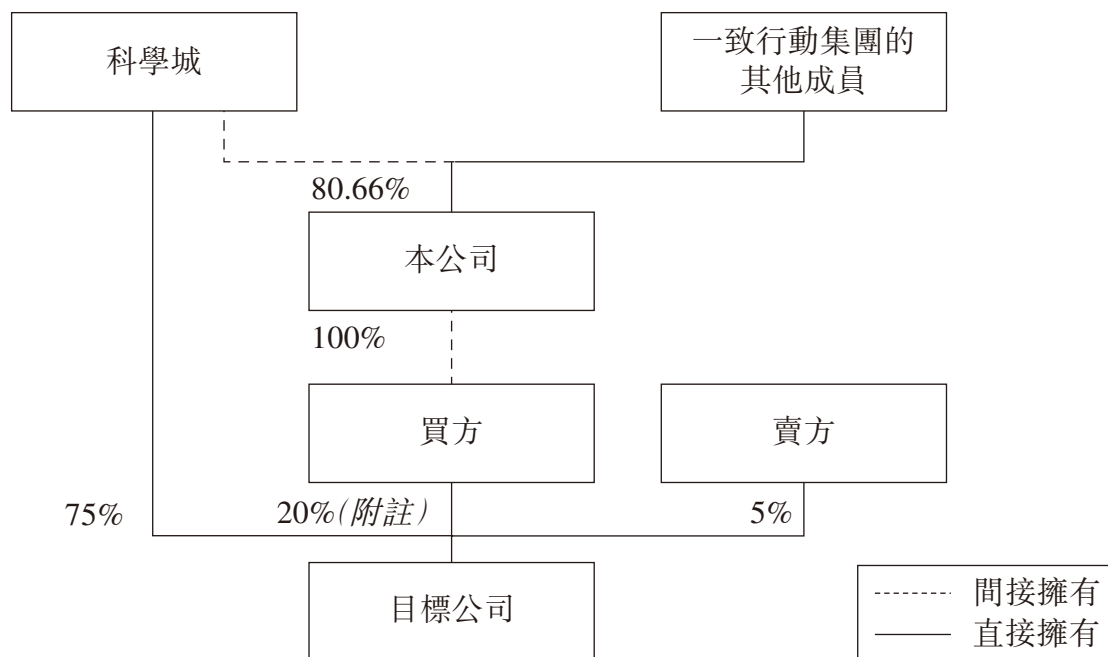 科學城
一致行動集團的
其他成員
80.66%
本公司
100%
買方
賣方
75%
20%(附註)
5%
目標公司
間接擁有
直接擁有